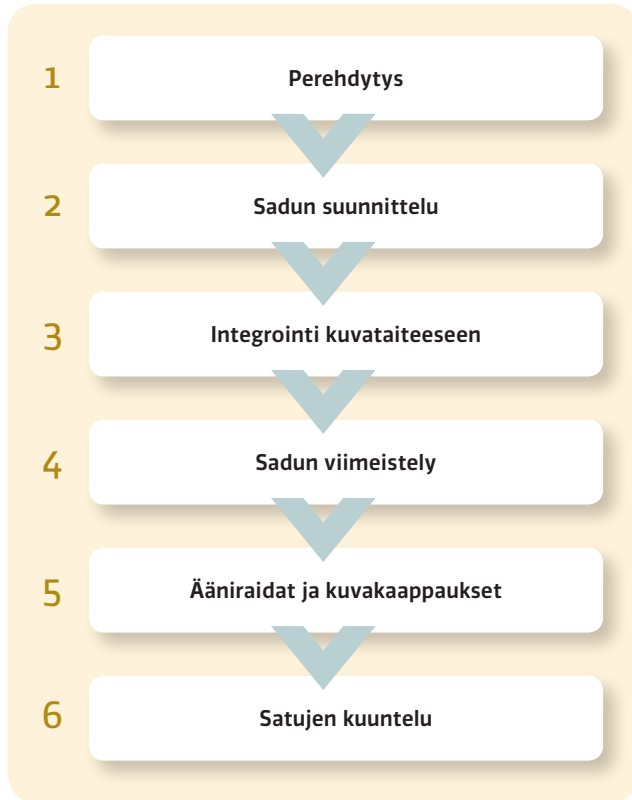 1 Perehdytys
2 Sadun suunnittelu
3 Integrointi kuvataiteeseen
4 Sadun viimeistely
5 Ääniraidat ja kuvakaappaukset
6 Satujen kuuntelu